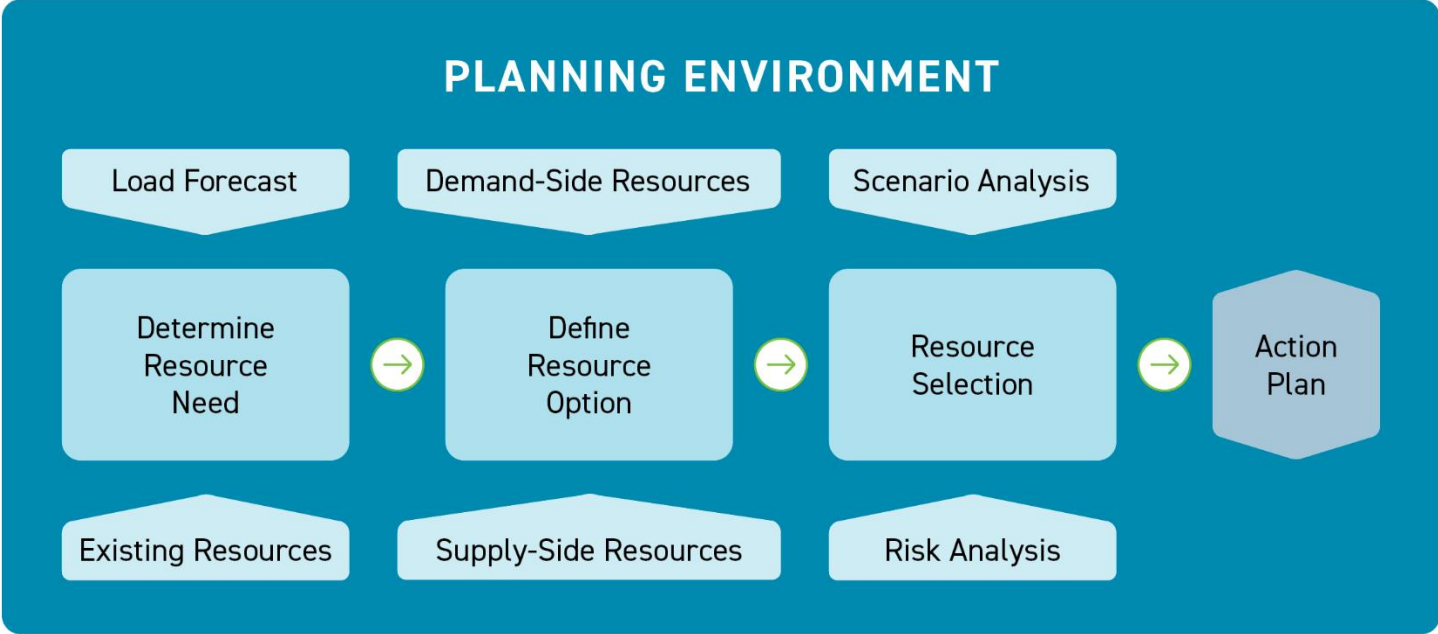 PLANNING ENVIRONMENT
Load Forecast
Demand-Side Resources
Scenario Analysis
Determine
Resource
Need
Define
Resource
Option
Resource
Selection
Action
Plan
Existing Resources
Supply-Side Resources
Risk Analysis